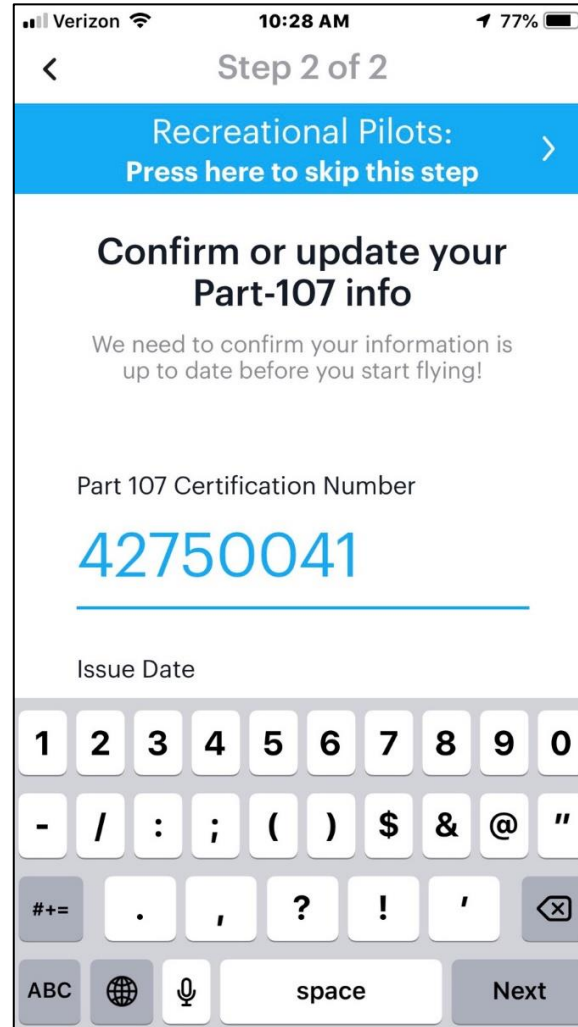 Verizon 10:28 AM 77%
Step 2 of 2
Recreational Pilots:
Press here to skip this step
Confirm or update your
Part-107 info
We need to confirm your information is
up to date before you start flying!
Part 107 Certification Number
42750041
Issue Date
1 2 3 4 5 6 7 8 9 0
- / : ; ( ) $ & @ "
#+= . , ? ! '
ABC space Next